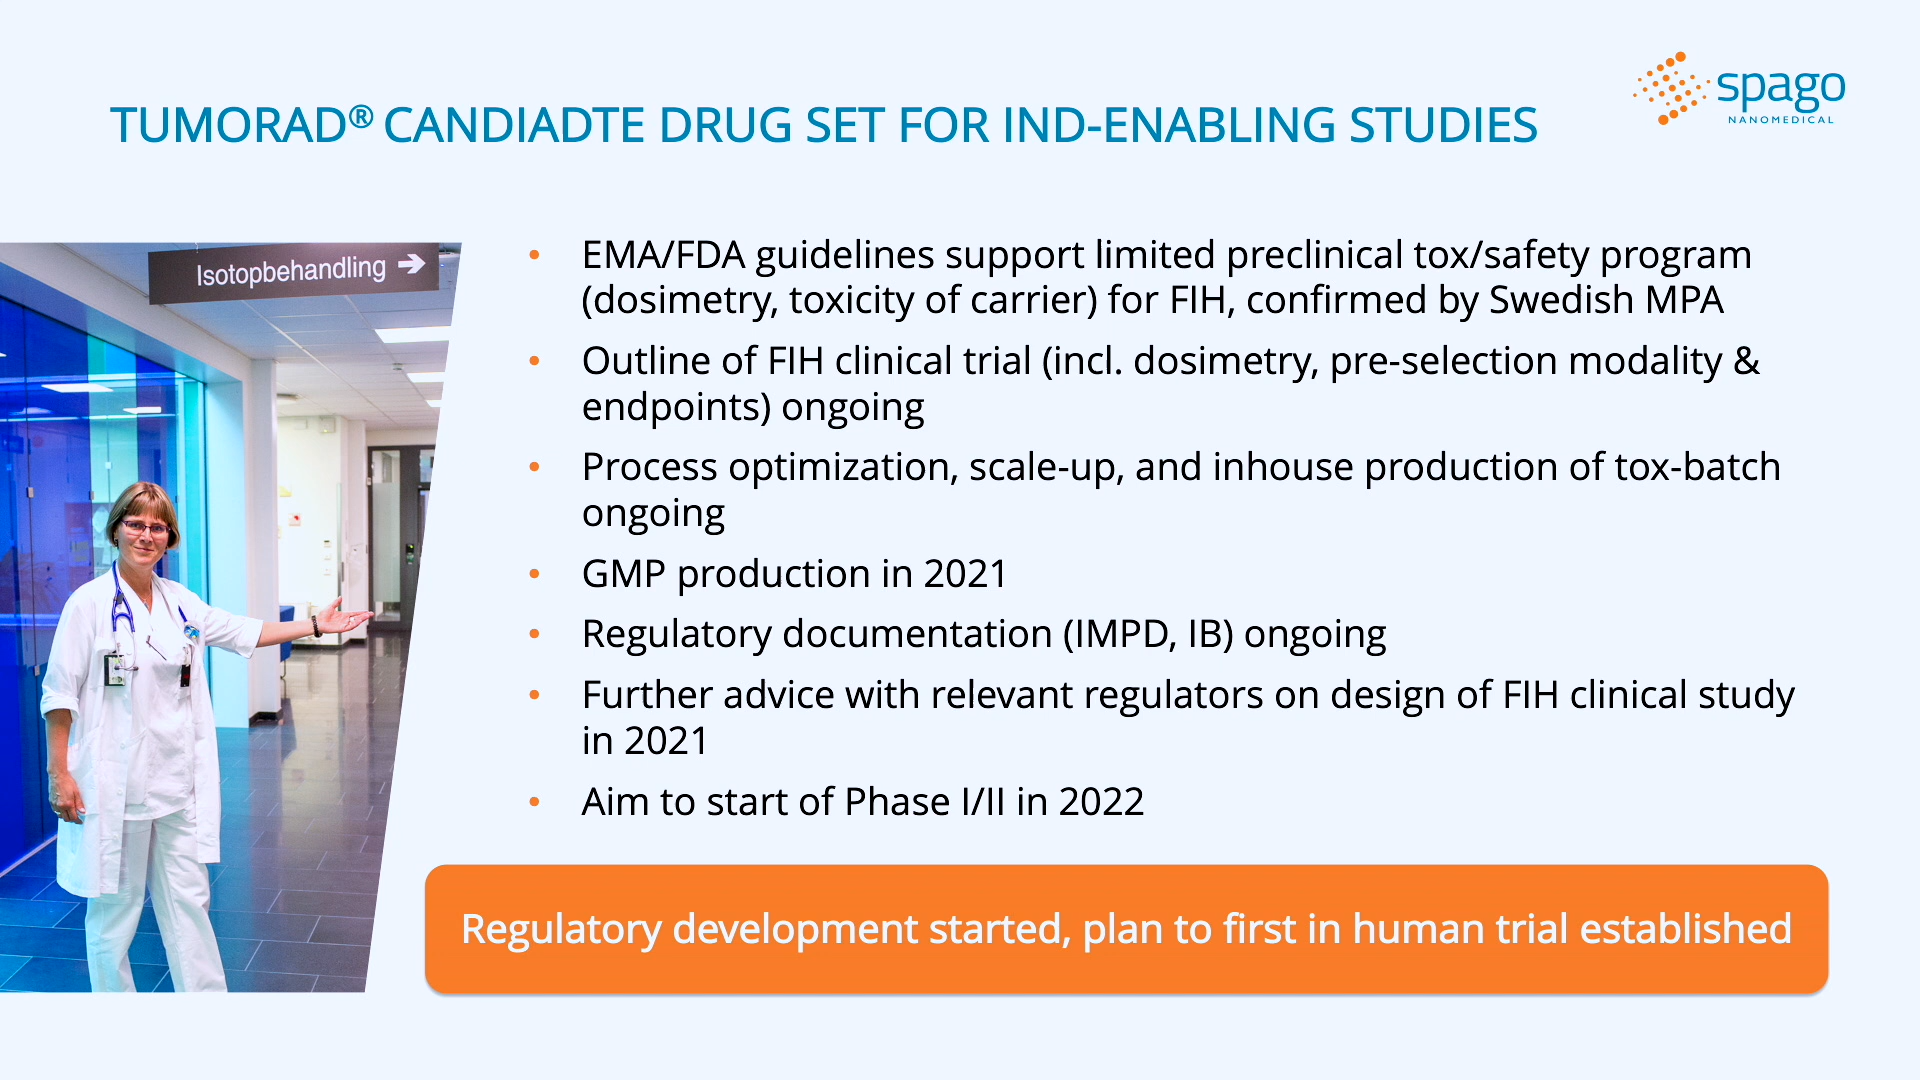 TUMORAD® CANDIADTE DRUG SET FOR IND-ENABLING STUDIES
spago
NANOMEDICAL
Isotopbehandling →
• EMA/FDA guidelines support limited preclinical tox/safety program
(dosimetry, toxicity of carrier) for FIH, confirmed by Swedish MPA
• Outline of FIH clinical trial (incl. dosimetry, pre-selection modality &
endpoints) ongoing
• Process optimization, scale-up, and inhouse production of tox-batch
ongoing
• GMP production in 2021
• Regulatory documentation (IMPD, IB) ongoing
• Further advice with relevant regulators on design of FIH clinical study
in 2021
• Aim to start of Phase I/II in 2022
Regulatory development started, plan to first in human trial established